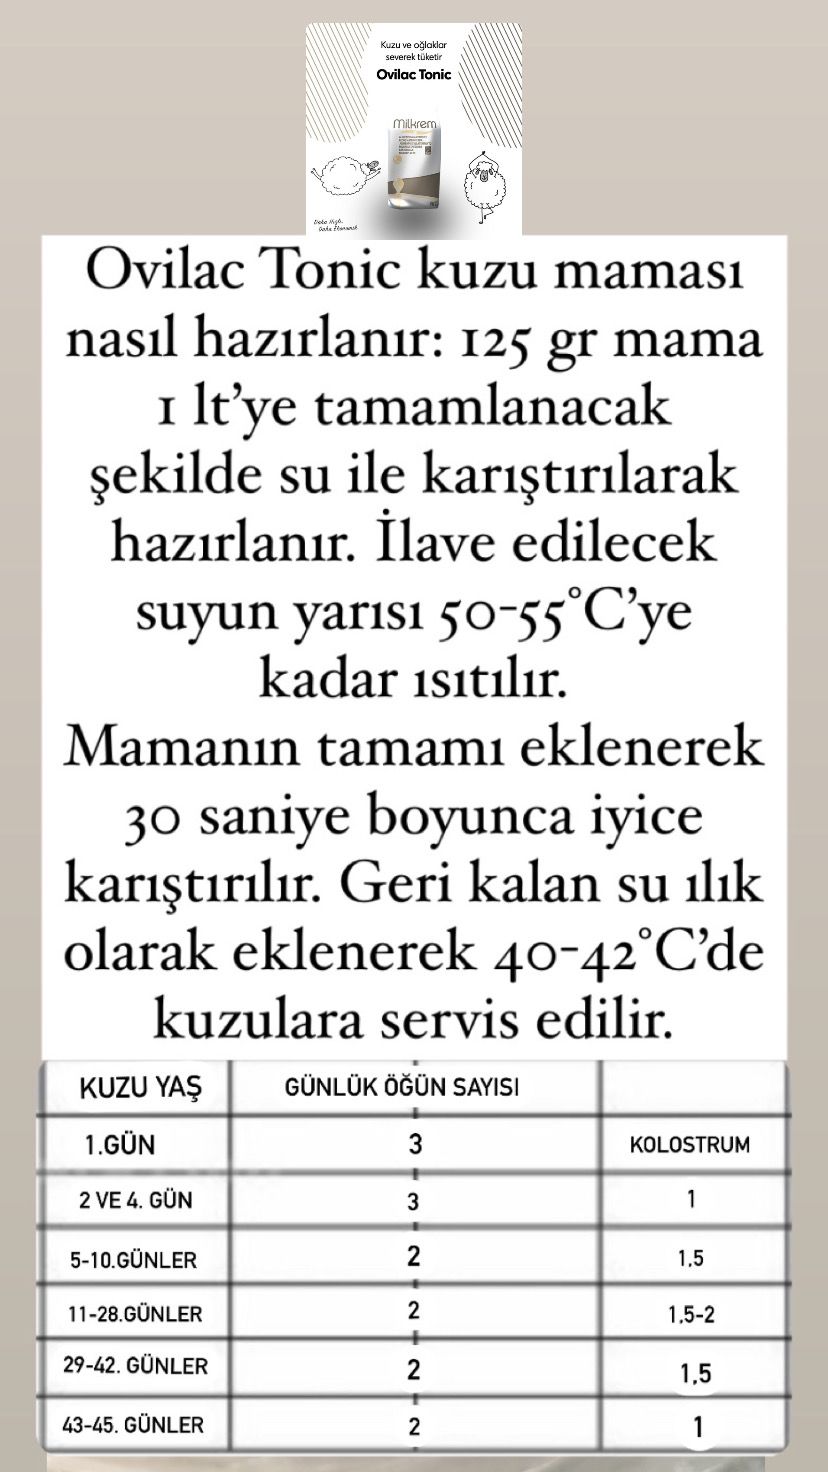 Kuzu ve oğlaklar
severek tüketir
Ovilac Tonic
Milkrem
Daha Hızlı,
Daha Ekonomik
Ovilac Tonic kuzu maması
nasıl hazırlanır: 125 gr mama
1 lt’ye tamamlanacak
şekilde su ile karıştırılarak
hazırlanır. İlave edilecek
suyun yarısı 50-55°C’ye
kadar ısıtılır.
Mamanın tamamı eklenerek
30 saniye boyunca iyice
karıştırılır. Geri kalan su ılık
olarak eklenerek 40-42°C’de
kuzulara servis edilir.
KUZU YAŞ GÜNLÜK ÖĞÜN SAYISI
1.GÜN 3 KOLOSTRUM
2 VE 4. GÜN 3 1
5-10.GÜNLER 2 1,5
11-28.GÜNLER 2 1,5-2
29-42. GÜNLER 2 1,5
43-45. GÜNLER 2 1